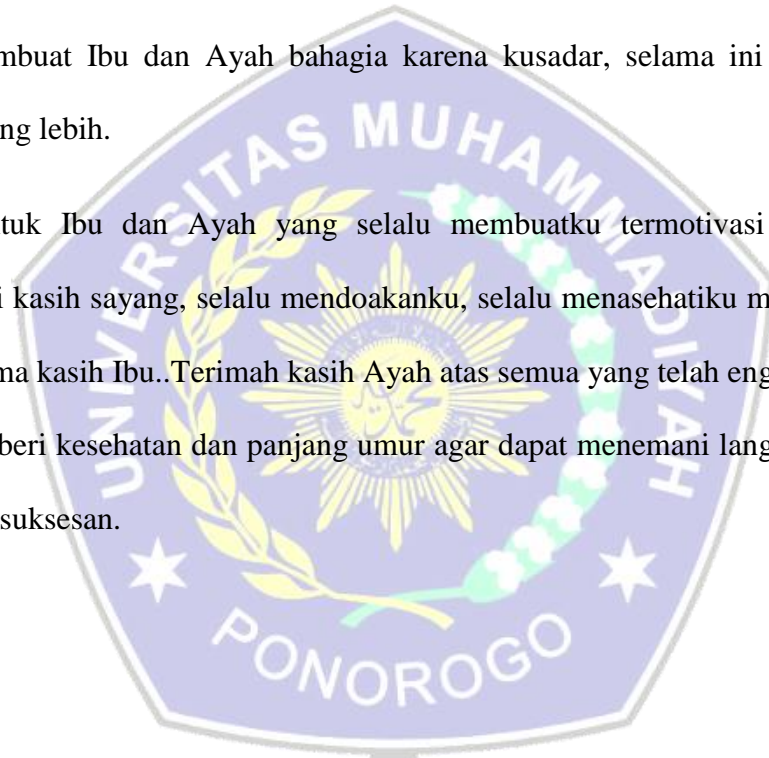 mbuat Ibu dan Ayah bahagia karena kusadar, selama ini
ng lebih.
tuk Ibu dan Ayah yang selalu membuatku termotivasi
i kasih sayang, selalu mendoakanku, selalu menasehatiku m
ma kasih Ibu..Terimah kasih Ayah atas semua yang telah eng
beri kesehatan dan panjang umur agar dapat menemani lang
suksesan.
UNIVERSITAS MUHAMMADIYAH
PONOROGO